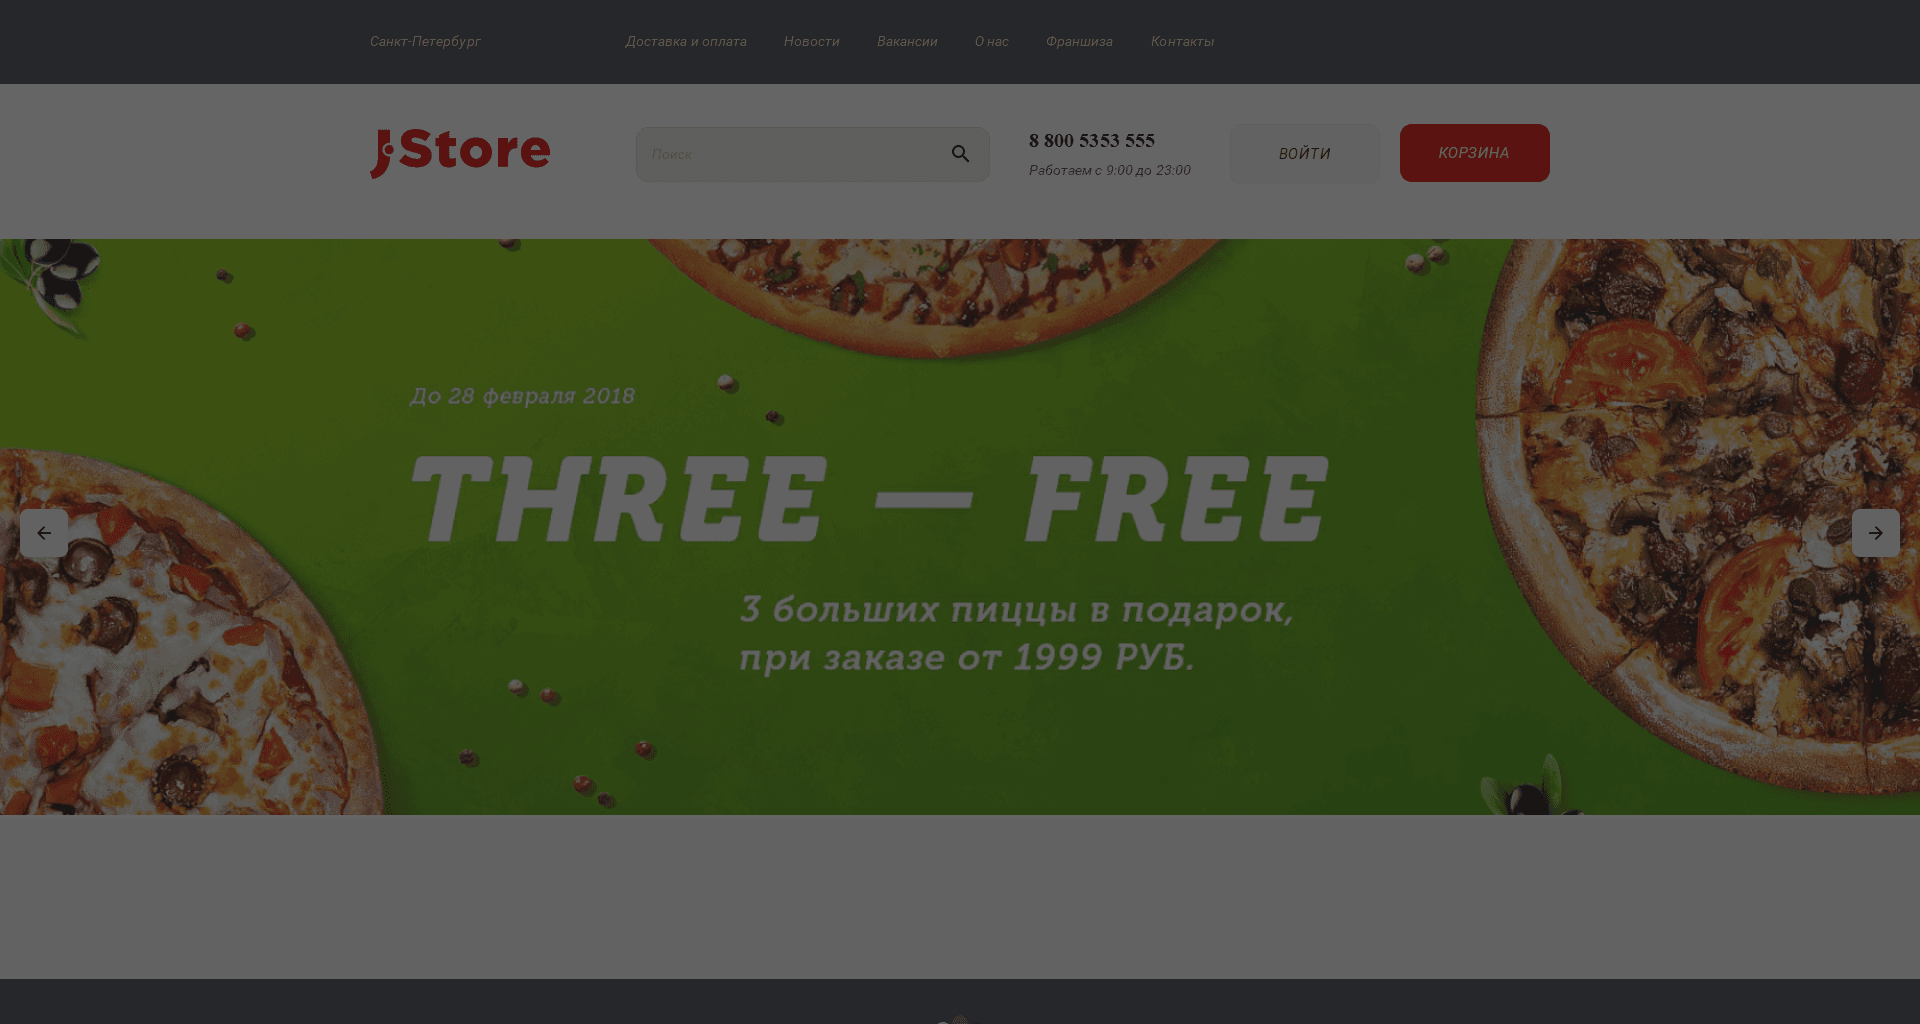 Санкт-Петербург
Доставка и оплата
Новости
Вакансии
О нас
Франшиза
Контакты
JStore
Поиск
8 800 5353 555
Работаем с 9:00 до 23:00
ВОЙТИ
КОРЗИНА
До 28 февраля 2018
THREE — FREE
3 больших пиццы в подарок,
при заказе от 1999 РУБ.